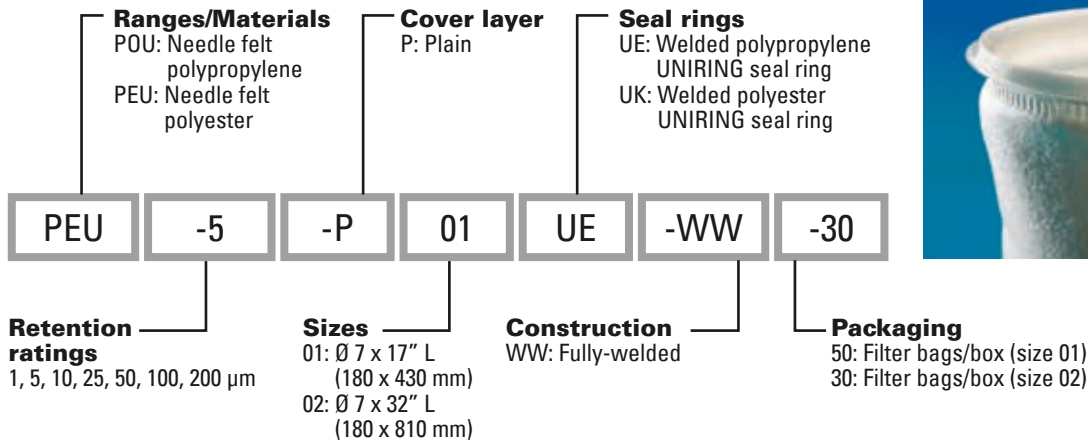 Ranges/Materials
POU: Needle felt
polypropylene
PEU: Needle felt
polyester
Cover layer
P: Plain
Seal rings
UE: Welded polypropylene
UNIRING seal ring
UK: Welded polyester
UNIRING seal ring
PEU -5 -P 01 UE -WW -30
Retention
ratings
1, 5, 10, 25, 50, 100, 200 µm
Sizes
01: Ø 7 x 17” L
(180 x 430 mm)
02: Ø 7 x 32” L
(180 x 810 mm)
Construction
WW: Fully-welded
Packaging
50: Filter bags/box (size 01)
30: Filter bags/box (size 02)